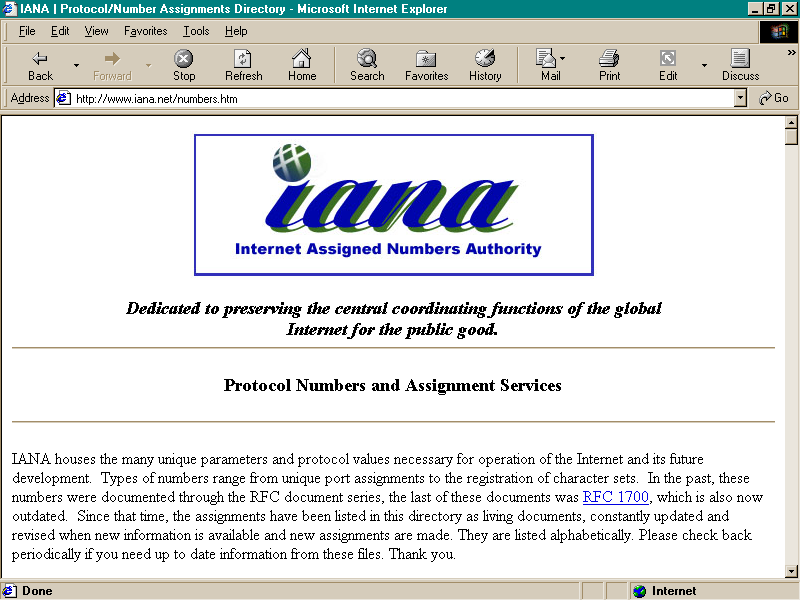 IANA | Protocol/Number Assignments Directory - Microsoft Internet Explorer
File Edit View Favorites Tools Help
Back Forward Stop Refresh Home Search Favorites History Mail Print Edit Discuss »
Address http://www.iana.net/numbers.htm Go
iana
Internet Assigned Numbers Authority
Dedicated to preserving the central coordinating functions of the global
Internet for the public good.
Protocol Numbers and Assignment Services
IANA houses the many unique parameters and protocol values necessary for operation of the Internet and its future
development.  Types of numbers range from unique port assignments to the registration of character sets.  In the past, these
numbers were documented through the RFC document series, the last of these documents was RFC 1700, which is also now
outdated.  Since that time, the assignments have been listed in this directory as living documents, constantly updated and
revised when new information is available and new assignments are made. They are listed alphabetically. Please check back
periodically if you need up to date information from these files. Thank you.
Done Internet